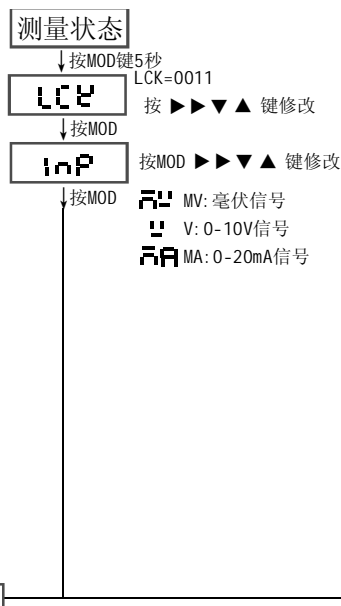 测量状态
按MOD键5秒
LCK=0011
LCK
按 ▶▶▼▲ 键修改
按MOD
InP
按MOD ▶▶▼▲ 键修改
按MOD
MV MV:毫伏信号
U V:0-10V信号
MA MA:0-20mA信号